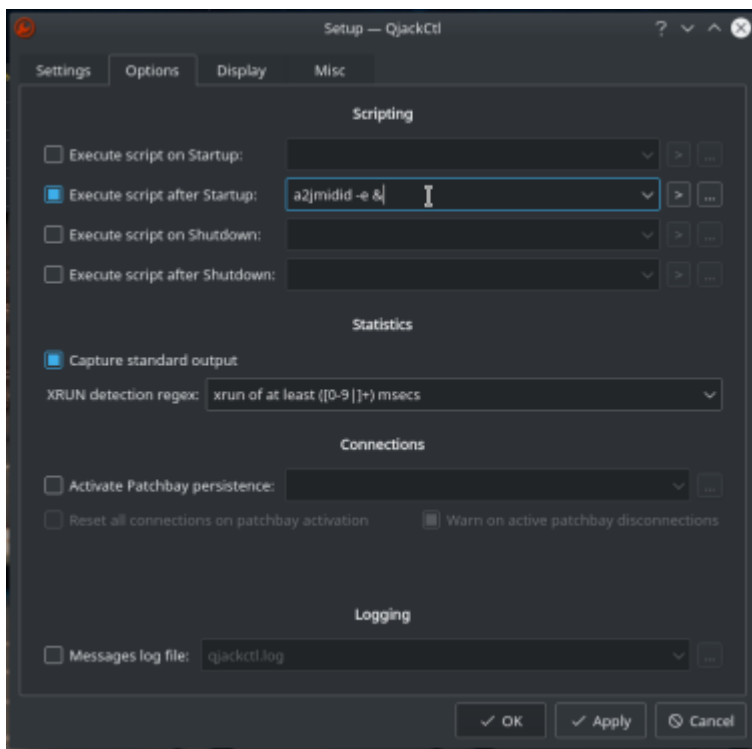 Setup — QjackCtl
Settings Options Display Misc
Scripting
Execute script on Startup: > ...
Execute script after Startup: a2jmidid -e & > ...
Execute script on Shutdown: > ...
Execute script after Shutdown: > ...
Statistics
Capture standard output
XRUN detection regex: xrun of at least ([0-9|]+) msecs
Connections
Activate Patchbay persistence: ...
Reset all connections on patchbay activation Warn on active patchbay disconnections
Logging
Messages log file: qjackctl.log ...
OK Apply Cancel